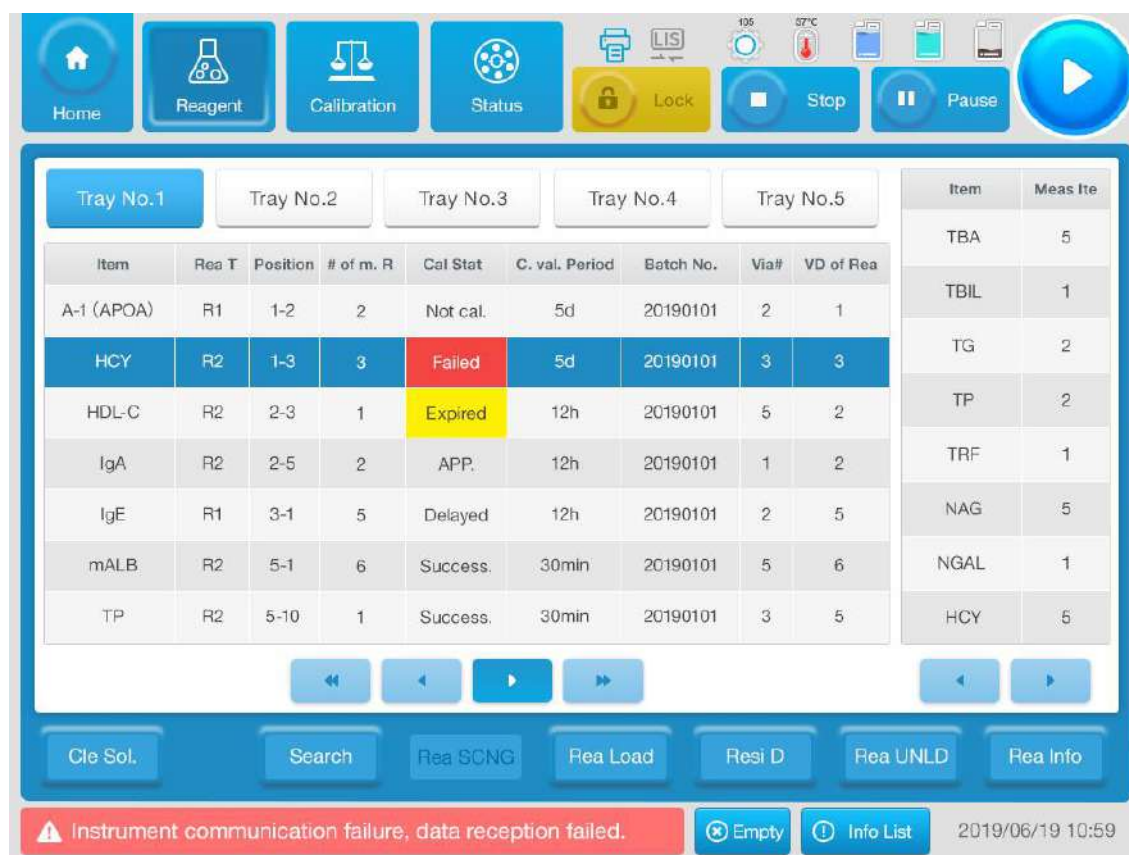 105 37°C
LIS
Home Reagent Calibration Status Lock Stop Pause
Tray No.1 Tray No.2 Tray No.3 Tray No.4 Tray No.5
Item Rea T Position # of m. R Cal Stat C. val. Period Batch No. Via# VD of Rea
A-1 (APOA) R1 1-2 2 Not cal. 5d 20190101 2 1
HCY R2 1-3 3 Failed 5d 20190101 3 3
HDL-C R2 2-3 1 Expired 12h 20190101 5 2
IgA R2 2-5 2 APP. 12h 20190101 1 2
IgE R1 3-1 5 Delayed 12h 20190101 2 5
mALB R2 5-1 6 Success. 30min 20190101 5 6
TP R2 5-10 1 Success. 30min 20190101 3 5
Item Meas Ite
TBA 5
TBIL 1
TG 2
TP 2
TRF 1
NAG 5
NGAL 1
HCY 5
Cle Sol. Search Rea SCNG Rea Load Resi D Rea UNLD Rea Info
Instrument communication failure, data reception failed. Empty Info List 2019/06/19 10:59